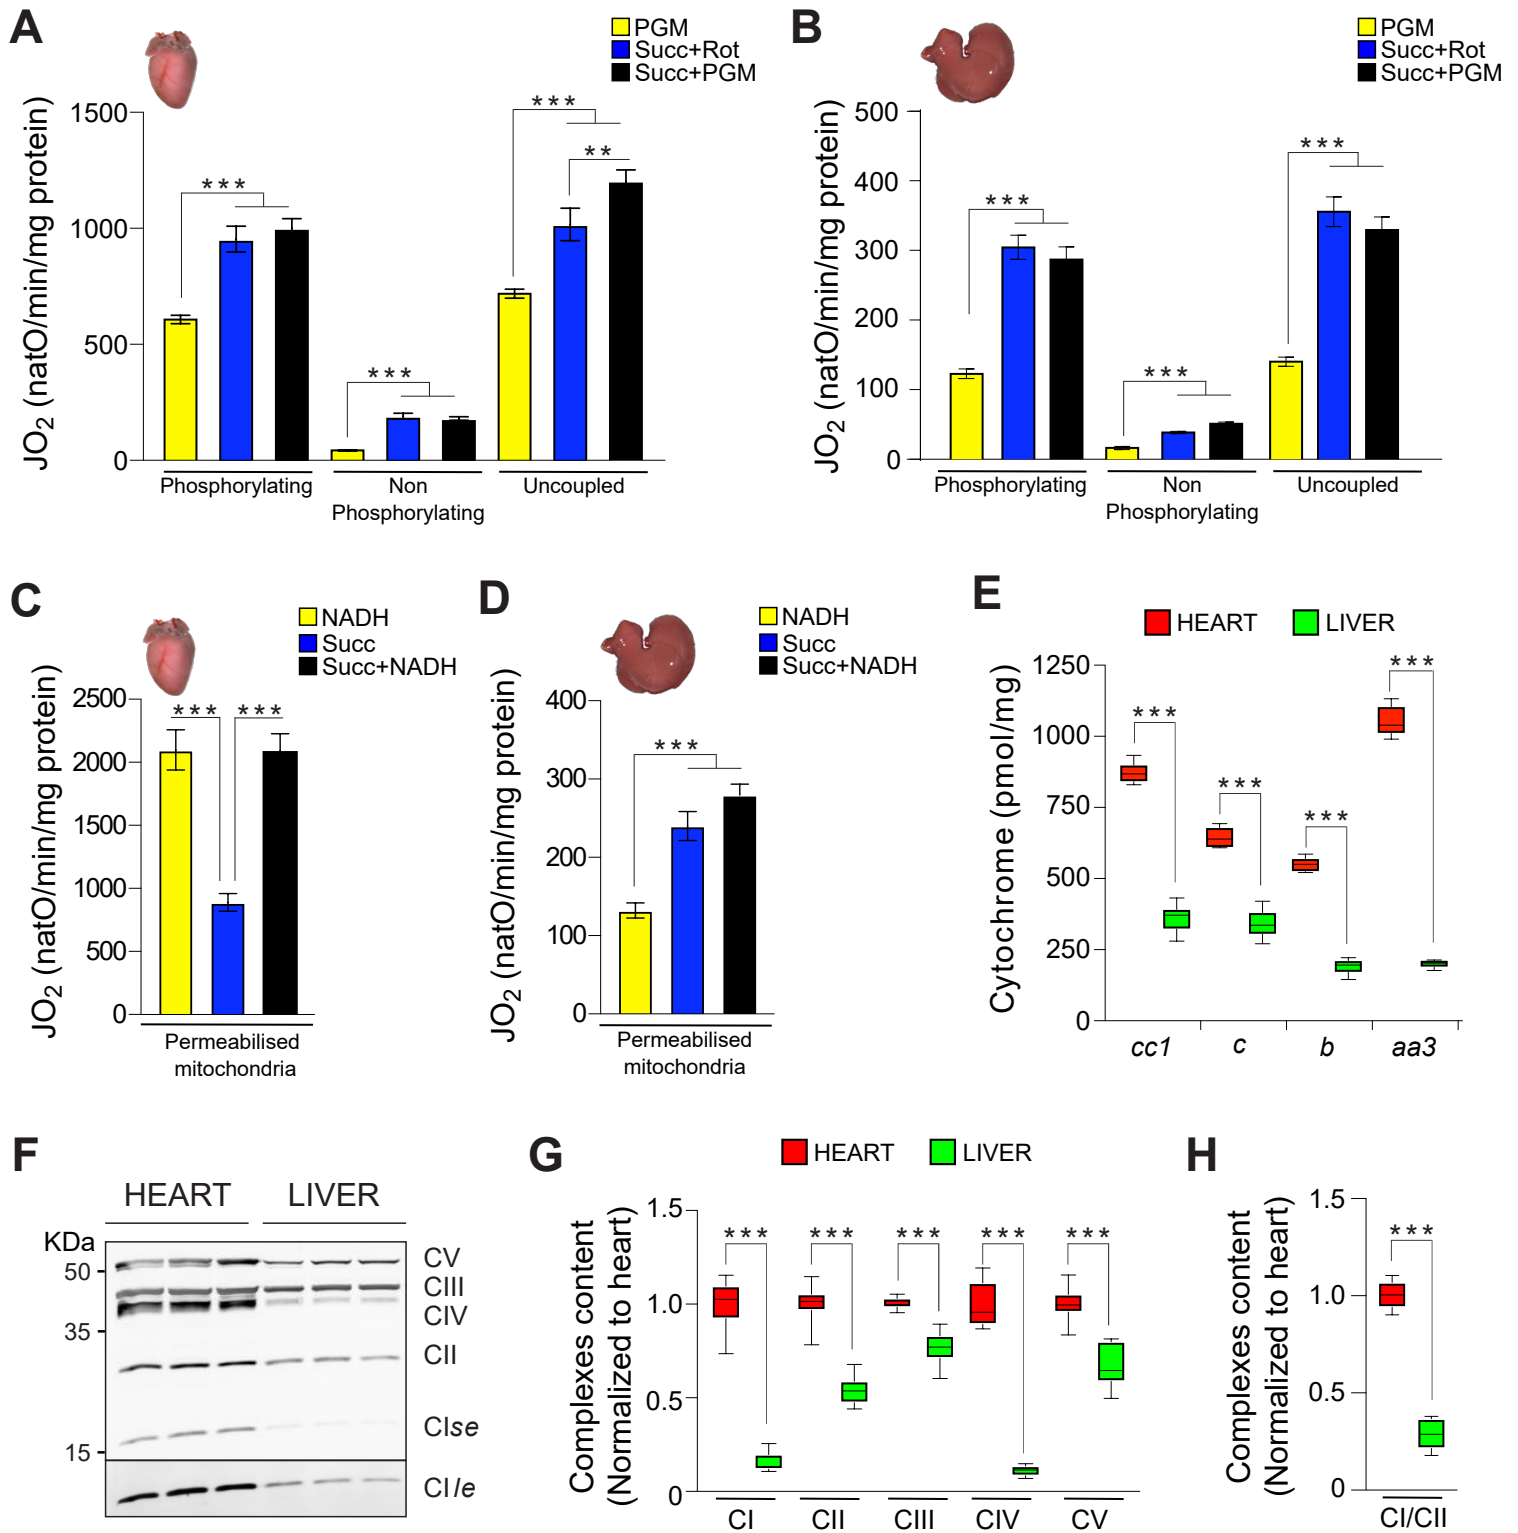 A
PGM
Succ+Rot
Succ+PGM
JO2 (natO/min/mg protein)
1500
1000
500
0
***
***
***
**
Phosphorylating
Non
Phosphorylating
Uncoupled
B
PGM
Succ+Rot
Succ+PGM
JO2 (natO/min/mg protein)
500
400
300
200
100
0
***
***
***
Phosphorylating
Non
Phosphorylating
Uncoupled
C
NADH
Succ
Succ+NADH
JO2 (natO/min/mg protein)
2500
2000
1500
1000
500
0
*** ***
Permeabilised
mitochondria
D
NADH
Succ
Succ+NADH
JO2 (natO/min/mg protein)
400
300
200
100
0
***
Permeabilised
mitochondria
E
HEART LIVER
Cytochrome (pmol/mg)
1250
1000
750
500
250
0
***
***
***
***
cc1 c b aa3
F
HEART LIVER
KDa
50
35
15
CV
CIII
CIV
CII
CIse
CI le
G
HEART LIVER
Complexes content
(Normalized to heart)
1.5
1.0
0.5
0
*** *** *** *** ***
CI CII CIII CIV CV
H
Complexes content
(Normalized to heart)
1.5
1.0
0.5
0
***
CI/CII